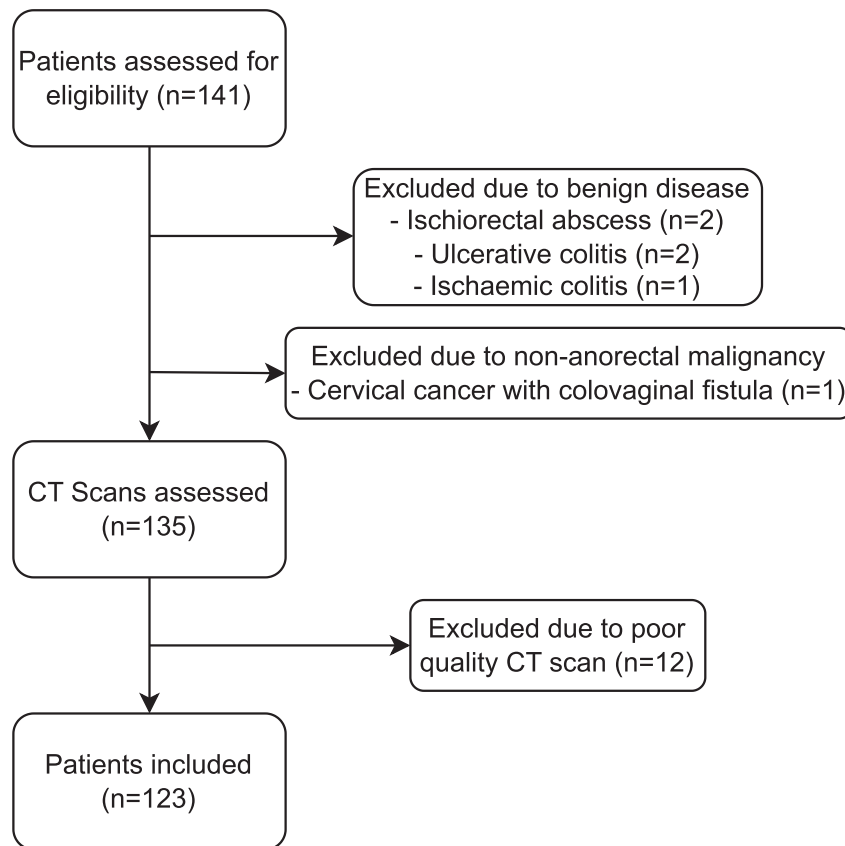 Patients assessed for
eligibility (n=141)
Excluded due to benign disease
- Ischiorectal abscess (n=2)
- Ulcerative colitis (n=2)
- Ischaemic colitis (n=1)
Excluded due to non-anorectal malignancy
- Cervical cancer with colovaginal fistula (n=1)
CT Scans assessed
(n=135)
Excluded due to poor
quality CT scan (n=12)
Patients included
(n=123)